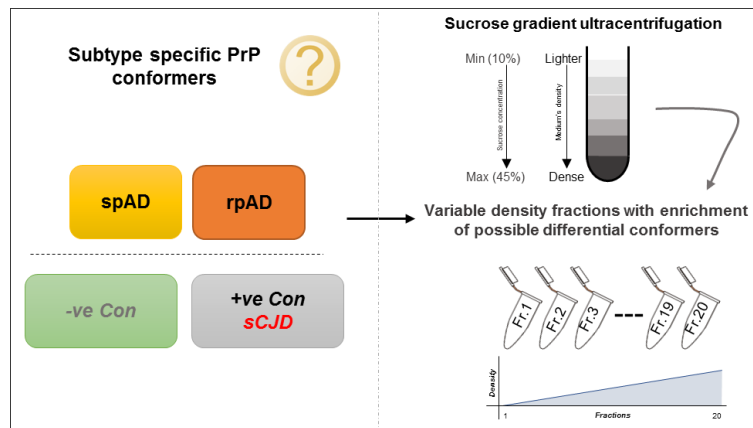 Subtype specific PrP
conformers
?
spAD
rpAD
-ve Con
+ve Con
sCJD
Sucrose gradient ultracentrifugation
Min (10%)
Lighter
Sucrose concentration
Medium's density
Max (45%)
Dense
Variable density fractions with enrichment
of possible differential conformers
Fr.1
Fr.2
Fr.3
Fr.19
Fr.20
Density
1
Fractions
20